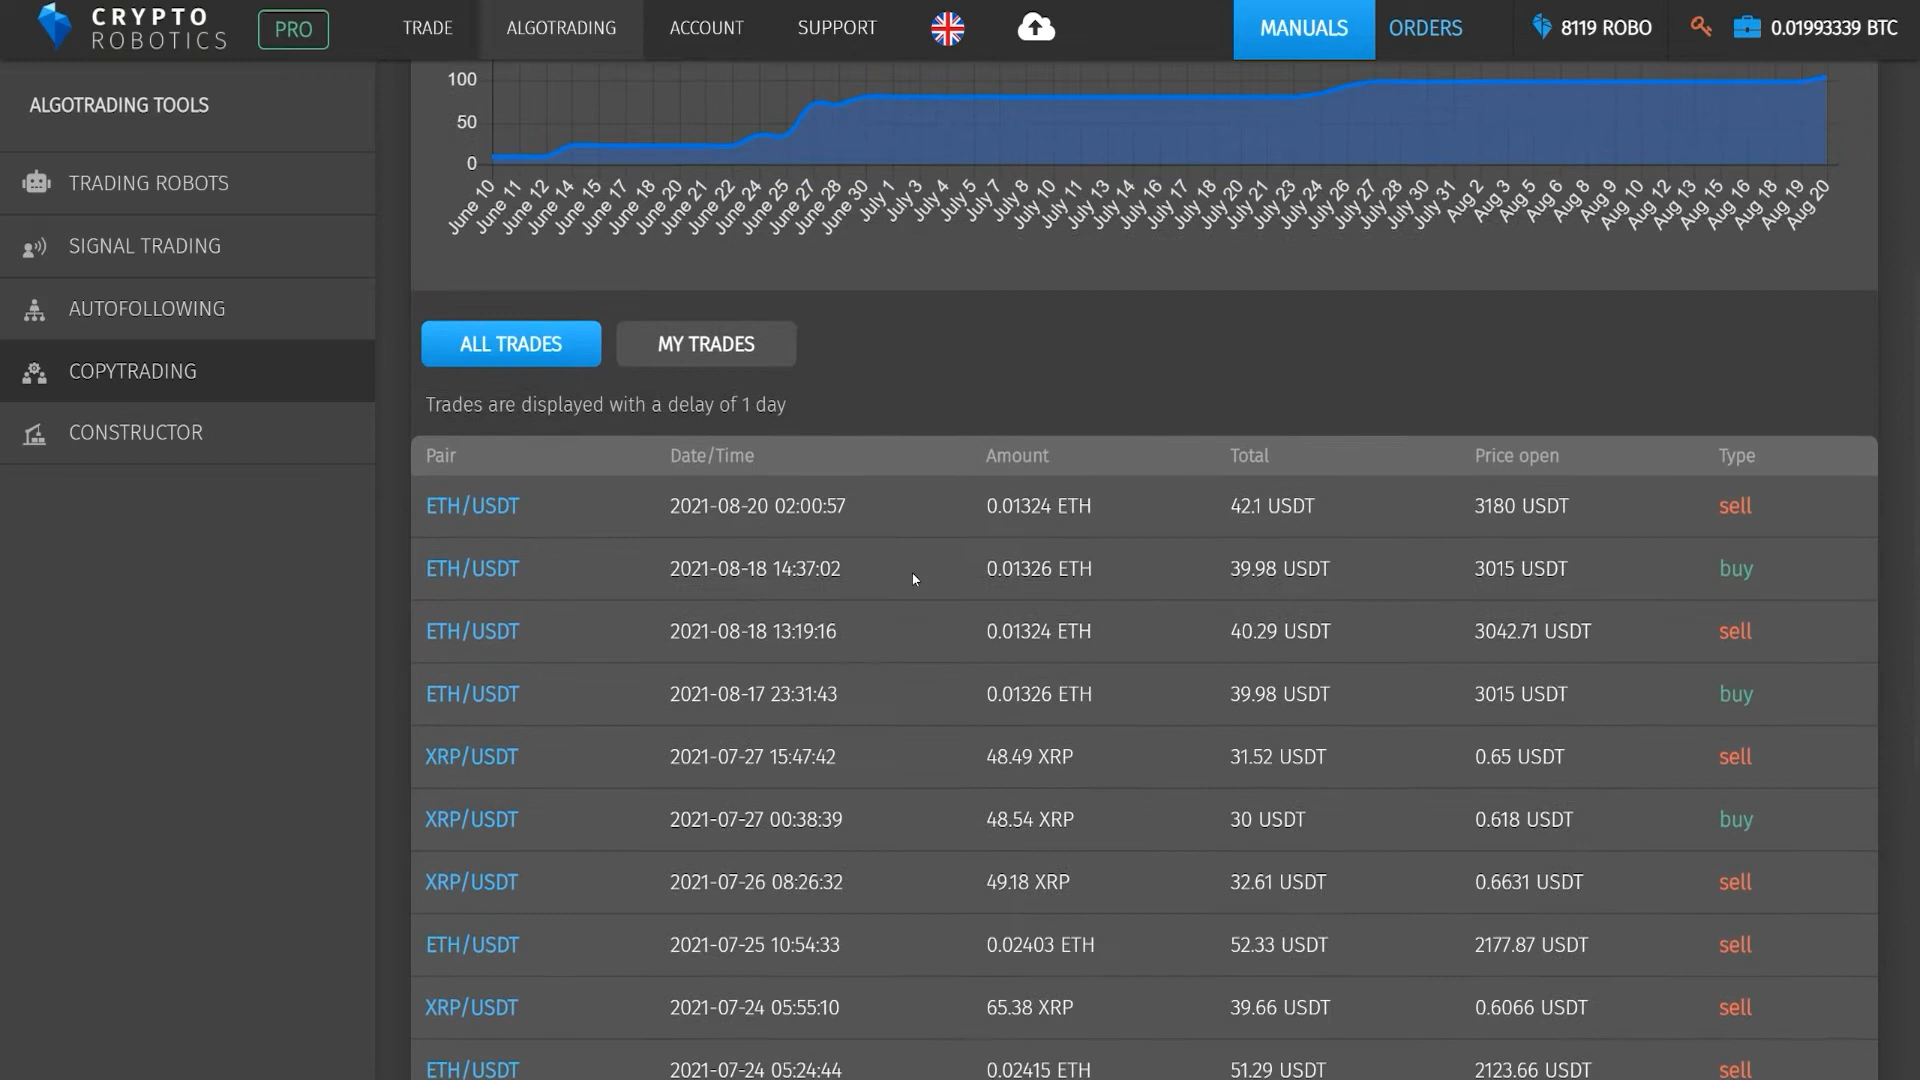 CRYPTO
ROBOTICS
PRO
TRADE
ALGOTRADING
ACCOUNT
SUPPORT
MANUALS
ORDERS
8119 ROBO
0.01993339 BTC
ALGOTRADING TOOLS
TRADING ROBOTS
SIGNAL TRADING
AUTOFOLLOWING
COPYTRADING
CONSTRUCTOR
100
50
0
June 10 June 11 June 12 June 14 June 15 June 17 June 18 June 20 June 21 June 22 June 24 June 25 June 27 June 28 June 30 July 1 July 3 July 4 July 5 July 7 July 8 July 10 July 11 July 13 July 14 July 16 July 17 July 18 July 20 July 21 July 23 July 24 July 26 July 27 July 28 July 30 July 31 Aug 2 Aug 3 Aug 5 Aug 6 Aug 8 Aug 9 Aug 10 Aug 12 Aug 13 Aug 15 Aug 16 Aug 18 Aug 19 Aug 20
ALL TRADES
MY TRADES
Trades are displayed with a delay of 1 day
Pair Date/Time Amount Total Price open Type
ETH/USDT 2021-08-20 02:00:57 0.01324 ETH 42.1 USDT 3180 USDT sell
ETH/USDT 2021-08-18 14:37:02 0.01326 ETH 39.98 USDT 3015 USDT buy
ETH/USDT 2021-08-18 13:19:16 0.01324 ETH 40.29 USDT 3042.71 USDT sell
ETH/USDT 2021-08-17 23:31:43 0.01326 ETH 39.98 USDT 3015 USDT buy
XRP/USDT 2021-07-27 15:47:42 48.49 XRP 31.52 USDT 0.65 USDT sell
XRP/USDT 2021-07-27 00:38:39 48.54 XRP 30 USDT 0.618 USDT buy
XRP/USDT 2021-07-26 08:26:32 49.18 XRP 32.61 USDT 0.6631 USDT sell
ETH/USDT 2021-07-25 10:54:33 0.02403 ETH 52.33 USDT 2177.87 USDT sell
XRP/USDT 2021-07-24 05:55:10 65.38 XRP 39.66 USDT 0.6066 USDT sell
ETH/USDT 2021-07-24 05:24:44 0.02415 ETH 51.29 USDT 2123.66 USDT sell